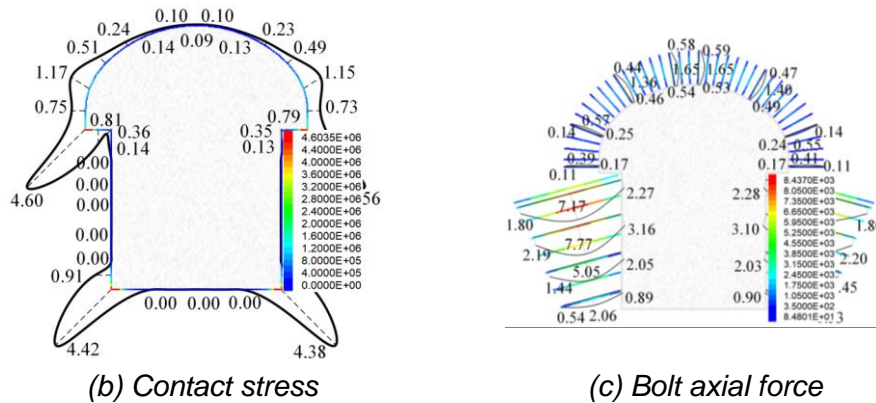 0.10 0.10
0.24 0.23
0.14 0.09 0.13
0.51 0.49
1.17 1.15
0.75 0.73
0.81 0.79
0.36 0.35
0.14 0.13
0.00
4.60 56
0.00
0.00
0.00
0.00
0.91
0.00 0.00 0.00
4.42 4.38
4.6035E+06
4.4000E+06
4.0000E+06
3.6000E+06
3.2000E+06
2.8000E+06
2.4000E+06
2.0000E+06
1.6000E+06
1.2000E+06
8.0000E+05
4.0000E+05
0.0000E+00
(b) Contact stress
0.58 0.59
0.44 0.47
1.36 1.65 1.65 1.40
0.46 0.54 0.53 0.49
0.57
0.14 0.14
0.25 0.24 0.55
0.39 0.41
0.17 0.17
0.11 0.11
2.27 2.28
7.17
1.80 1.80
3.16 3.10
7.77
2.19 2.20
2.05 2.03
5.05
1.44 .45
0.89 0.90
0.54 2.06
8.4370E+03
8.0500E+03
7.3500E+03
6.6500E+03
5.9500E+03
5.2500E+03
4.5500E+03
3.8500E+03
3.1500E+03
2.4500E+03
1.7500E+03
1.0500E+03
3.5000E+02
8.4801E+01
(c) Bolt axial force